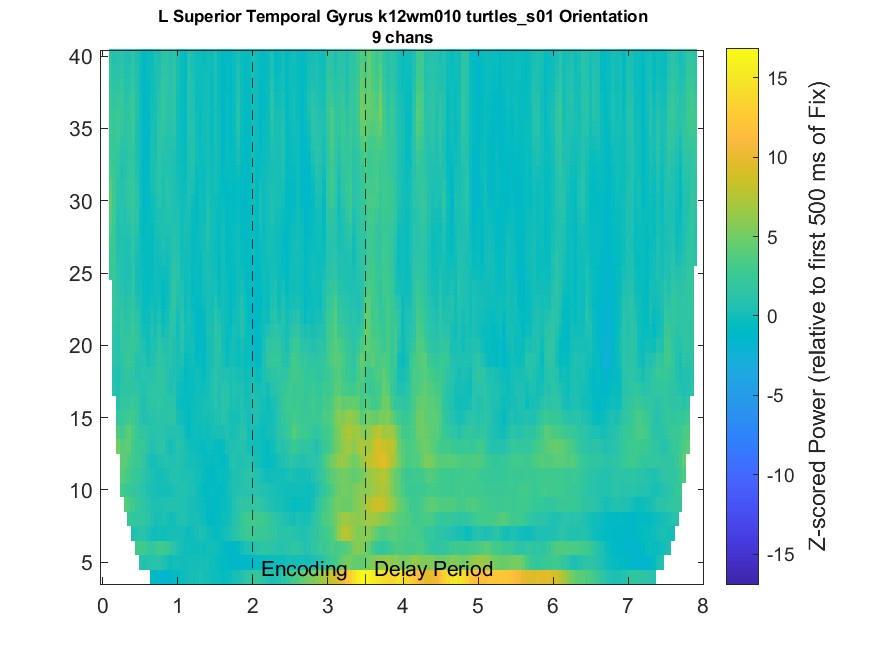 L Superior Temporal Gyrus k12wm010 turtles_s01 Orientation
9 chans
40
35
30
25
20
15
10
5
Encoding
Delay Period
0 1 2 3 4 5 6 7 8
15
10
5
0
-5
-10
-15
Z-scored Power (relative to first 500 ms of Fix)